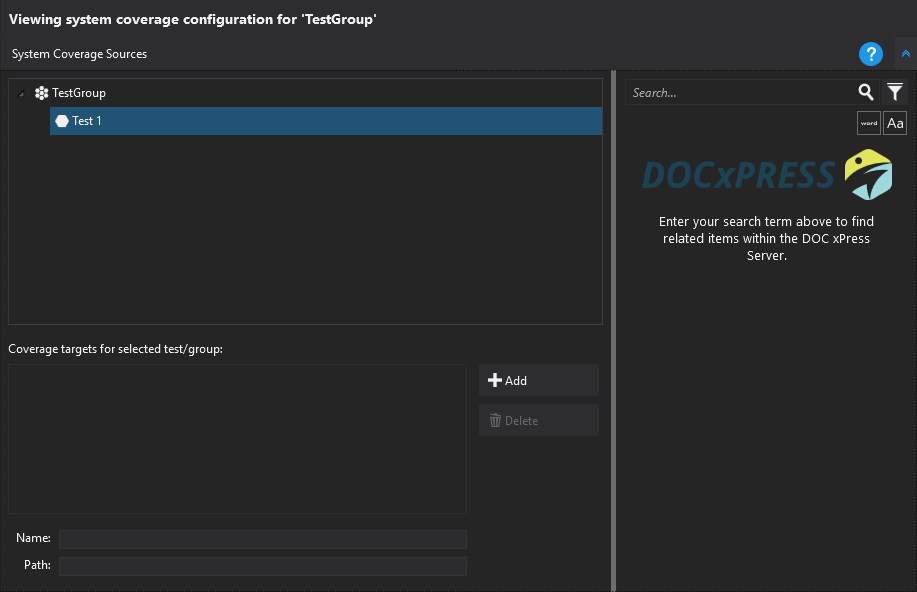 Viewing system coverage configuration for 'TestGroup'
System Coverage Sources
?
TestGroup
Test 1
Coverage targets for selected test/group:
Add
Delete
Name:
Path:
Search...
word
Aa
DOCxPRESS
Enter your search term above to find
related items within the DOC xPress
Server.